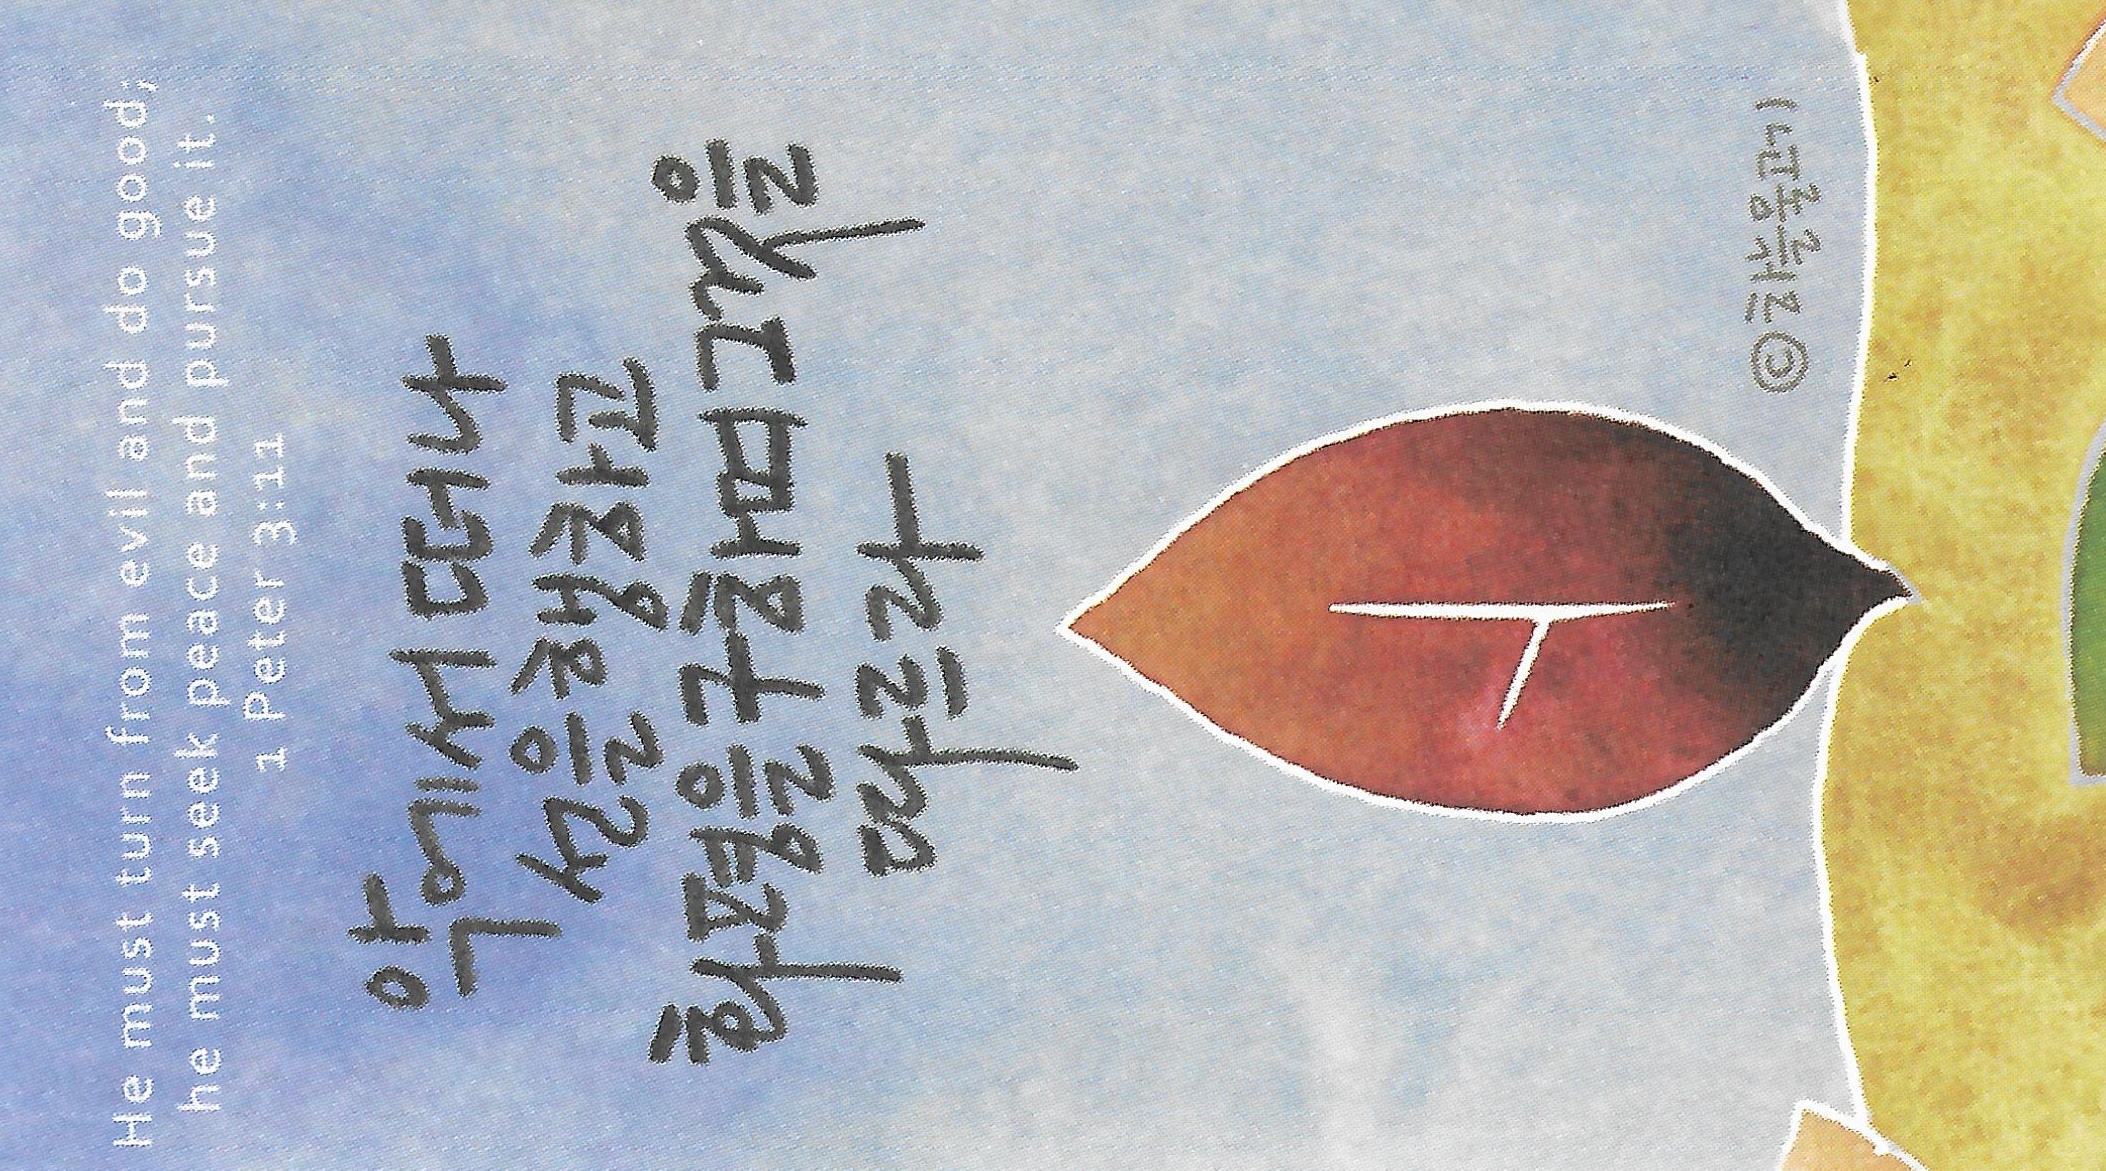 He must turn from evil and do good;
he must seek peace and pursue it.
1 Peter 3:11
악에서 떠나
선을 행하고
화평을 구하며 그것을
따르라
©하늘물고기